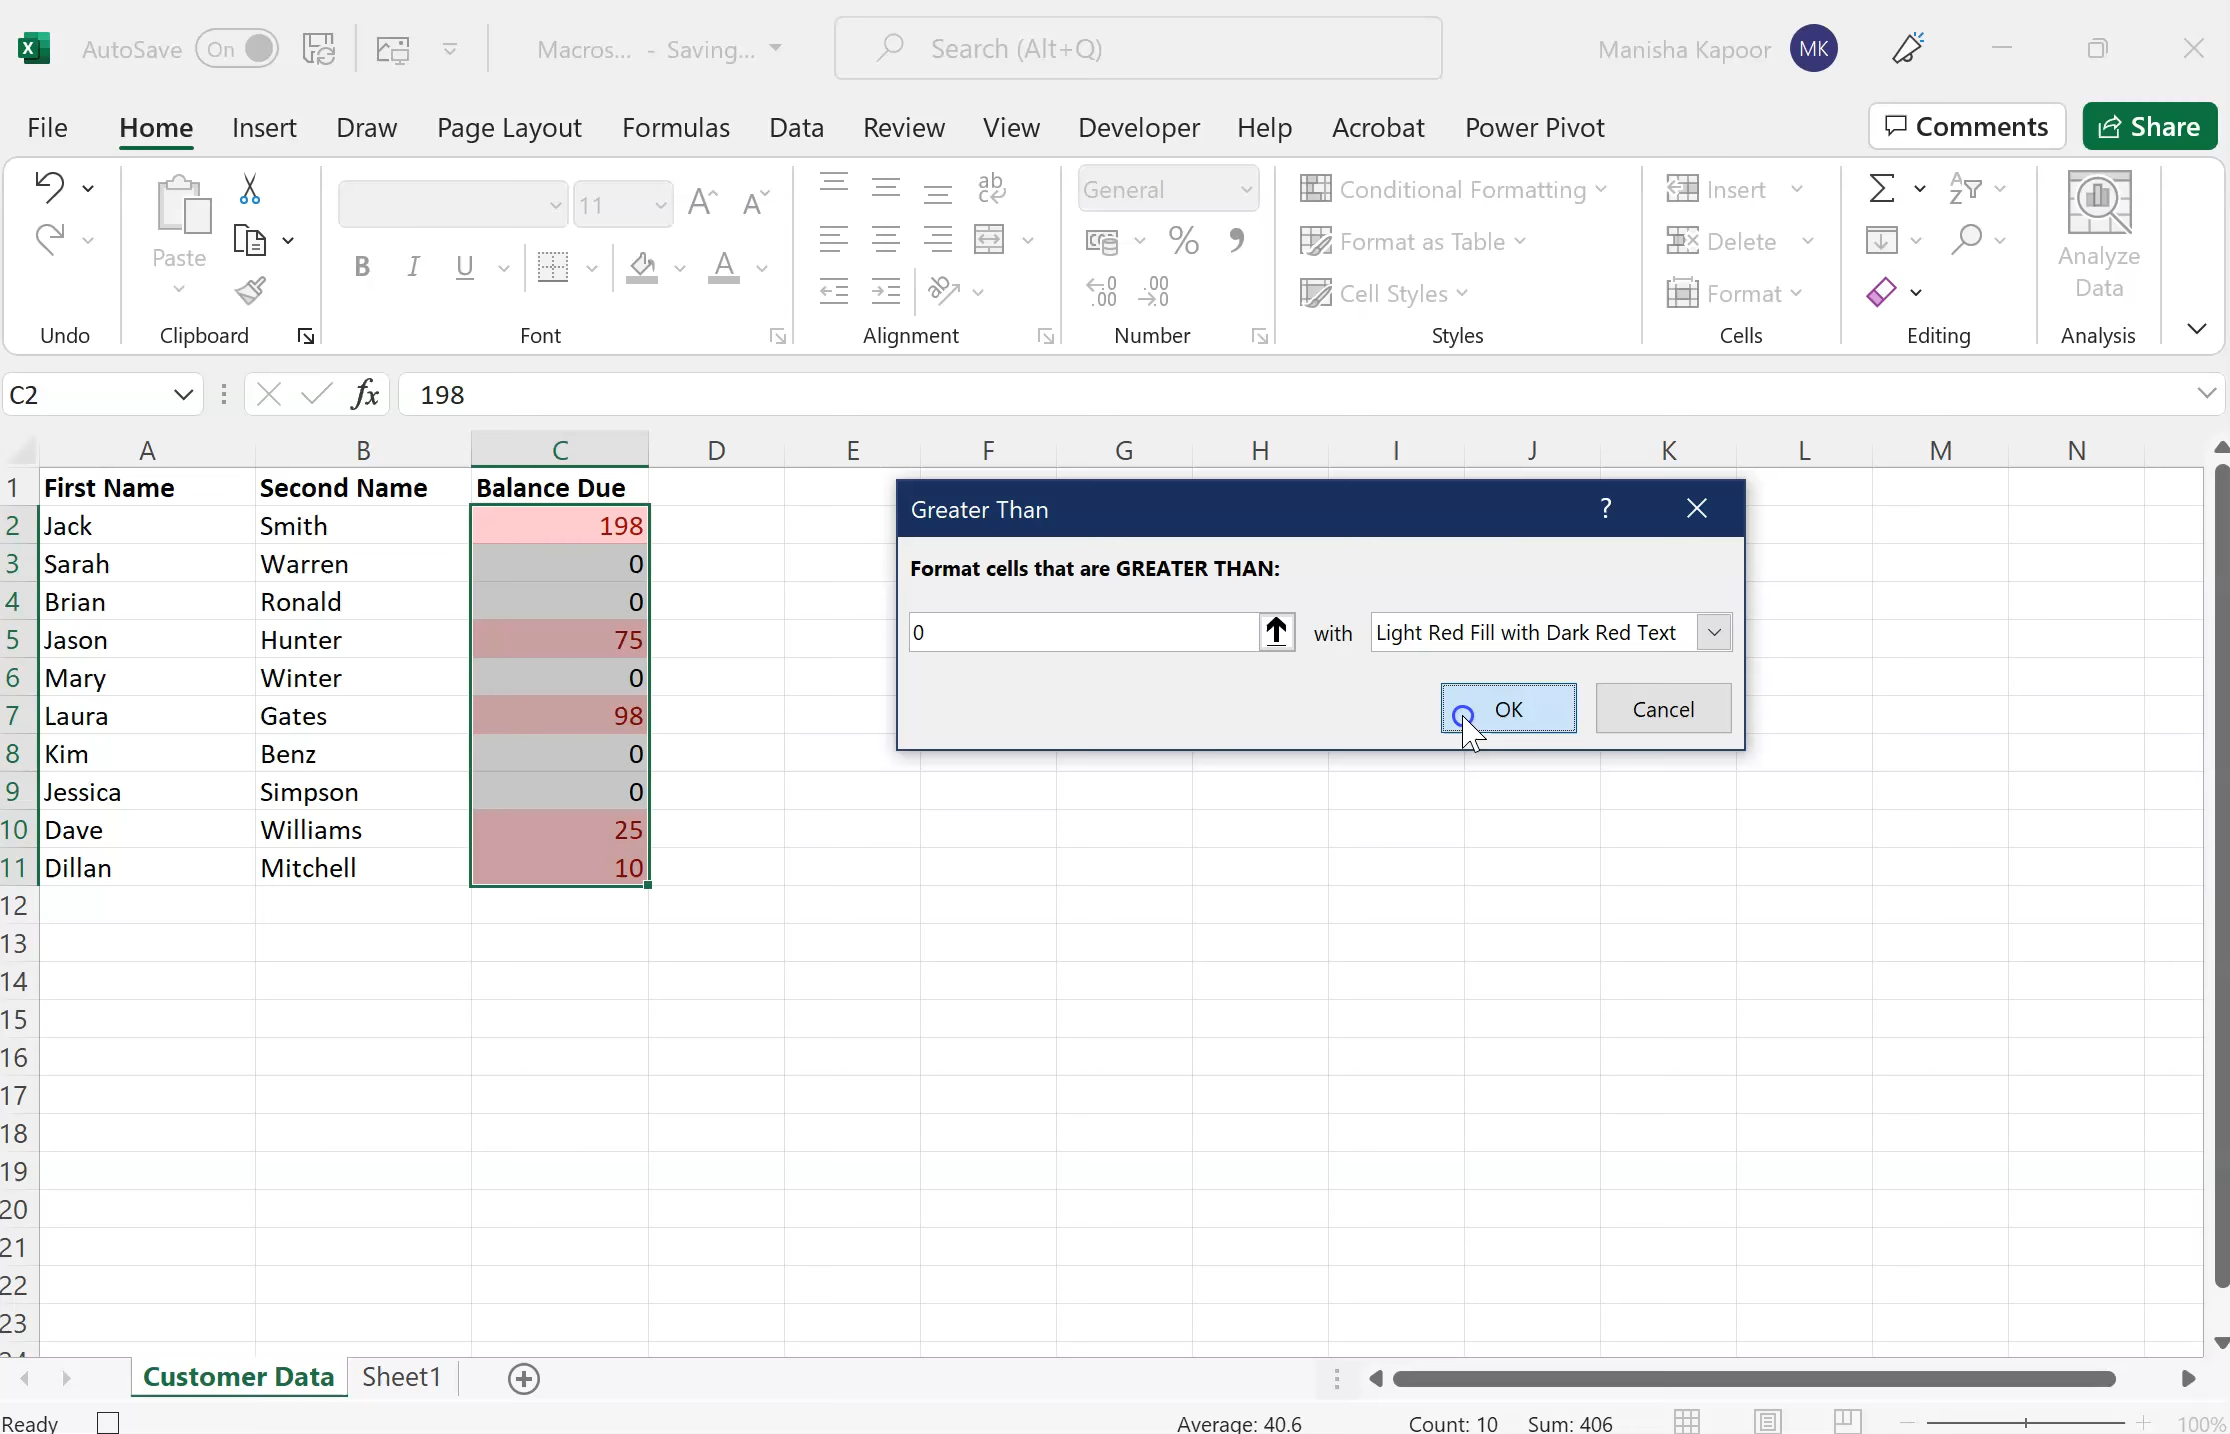 AutoSave On Macros... - Saving... Search (Alt+Q) Manisha Kapoor MK
File Home Insert Draw Page Layout Formulas Data Review View Developer Help Acrobat Power Pivot Comments Share
Paste
11
General
Conditional Formatting
Format as Table
Cell Styles
Insert
Delete
Format
Analyze
Data
Undo Clipboard Font Alignment Number Styles Cells Editing Analysis
C2 fx 198
A B C D E F G H I J K L M N
1 First Name Second Name Balance Due
2 Jack Smith 198
3 Sarah Warren 0
4 Brian Ronald 0
5 Jason Hunter 75
6 Mary Winter 0
7 Laura Gates 98
8 Kim Benz 0
9 Jessica Simpson 0
10 Dave Williams 25
11 Dillan Mitchell 10
12
13
14
15
16
17
18
19
20
21
22
23
24
Greater Than ?
Format cells that are GREATER THAN:
0 with Light Red Fill with Dark Red Text
OK Cancel
Customer Data Sheet1
Ready Average: 40.6 Count: 10 Sum: 406 100%